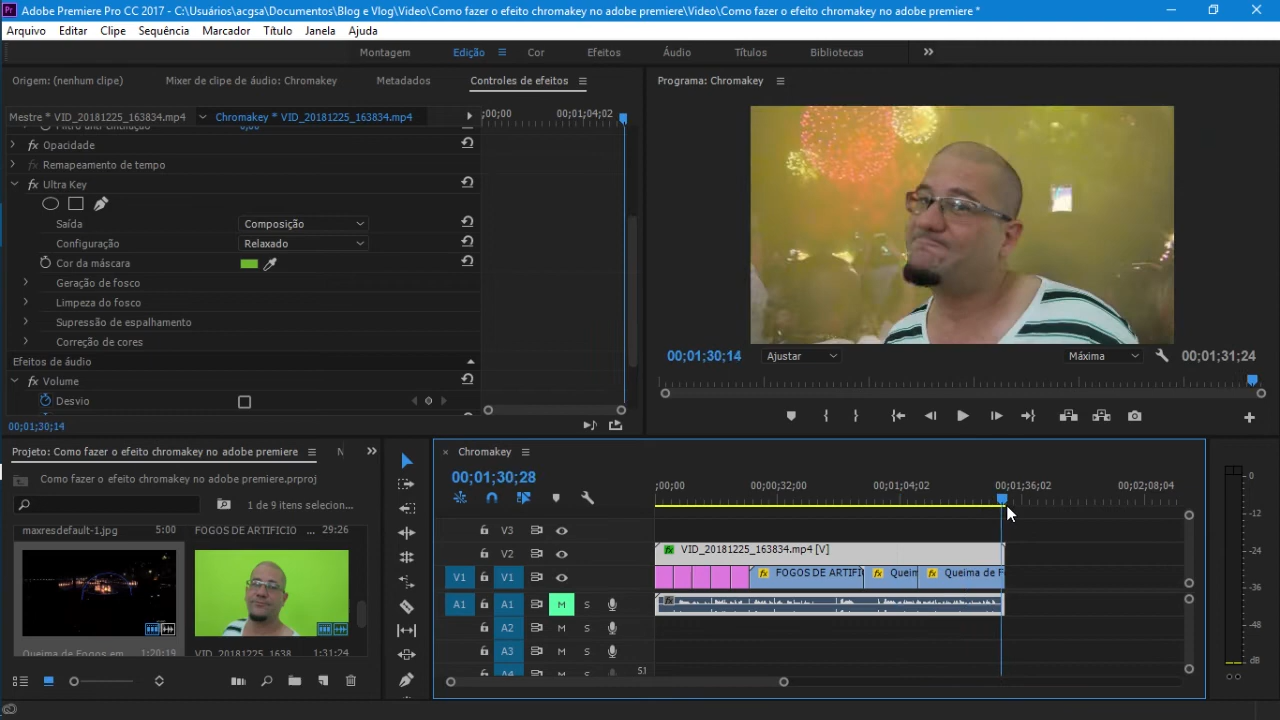 Adobe Premiere Pro CC 2017 - C:\Usuários\acgsa\Documentos\Blog e Vlog\Video\Como fazer o efeito chromakey no adobe premiere\Video\Como fazer o efeito chromakey no adobe premiere *
Arquivo Editar Clipe Sequência Marcador Título Janela Ajuda
Montagem Edição Cor Efeitos Áudio Títulos Bibliotecas
Origem: (nenhum clipe) Mixer de clipe de áudio: Chromakey Metadados Controles de efeitos
Programa: Chromakey
Mestre * VID_20181225_163834.mp4 Chromakey * VID_20181225_163834.mp4
;00;00 00;01;04;02
Opacidade
Remapeamento de tempo
fx Ultra Key
Saída Composição
Configuração Relaxado
Cor da máscara
Geração de fosco
Limpeza do fosco
Supressão de espalhamento
Correção de cores
Efeitos de áudio
fx Volume
Desvio
00;01;30;14
00;01;30;14 Ajustar Máxima 00;01;31;24
Projeto: Como fazer o efeito chromakey no adobe premiere
Como fazer o efeito chromakey no adobe premiere.prproj
1 de 9 itens selecion...
maxresdefault-1.jpg 5:00 FOGOS DE ARTIFICIO ... 29:26
Queima de Fogos em 1:20:19 VID_20181225_1638 1:31:24
Chromakey
00;01;30;28
;00;00 00;00;32;00 00;01;04;02 00;01;36;02 00;02;08;04
V3
V2 VID_20181225_163834.mp4 [V]
V1 V1 FOGOS DE ARTIFI Queim Queima de F
A1 A1 M S
A2 M S
A3 M S
A4 M S
S1
0
-12
-24
-36
-48
dB